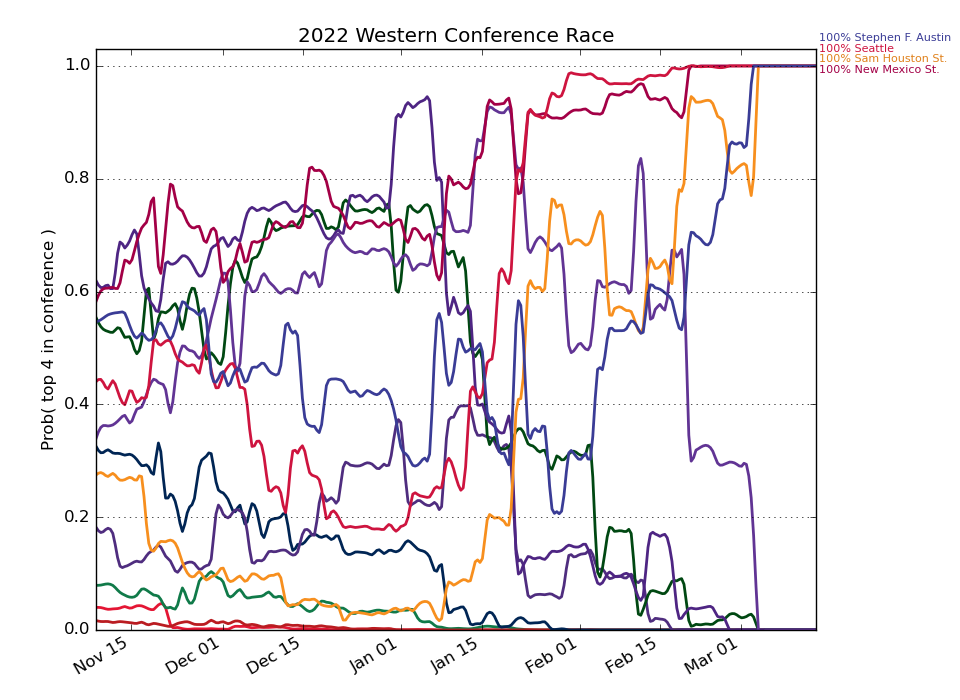 2022 Western Conference Race
100% Stephen F. Austin
100% Seattle
100% Sam Houston St.
100% New Mexico St.
Prob( top 4 in conference )
1.0
0.8
0.6
0.4
0.2
0.0
Nov 15
Dec 01
Dec 15
Jan 01
Jan 15
Feb 01
Feb 15
Mar 01